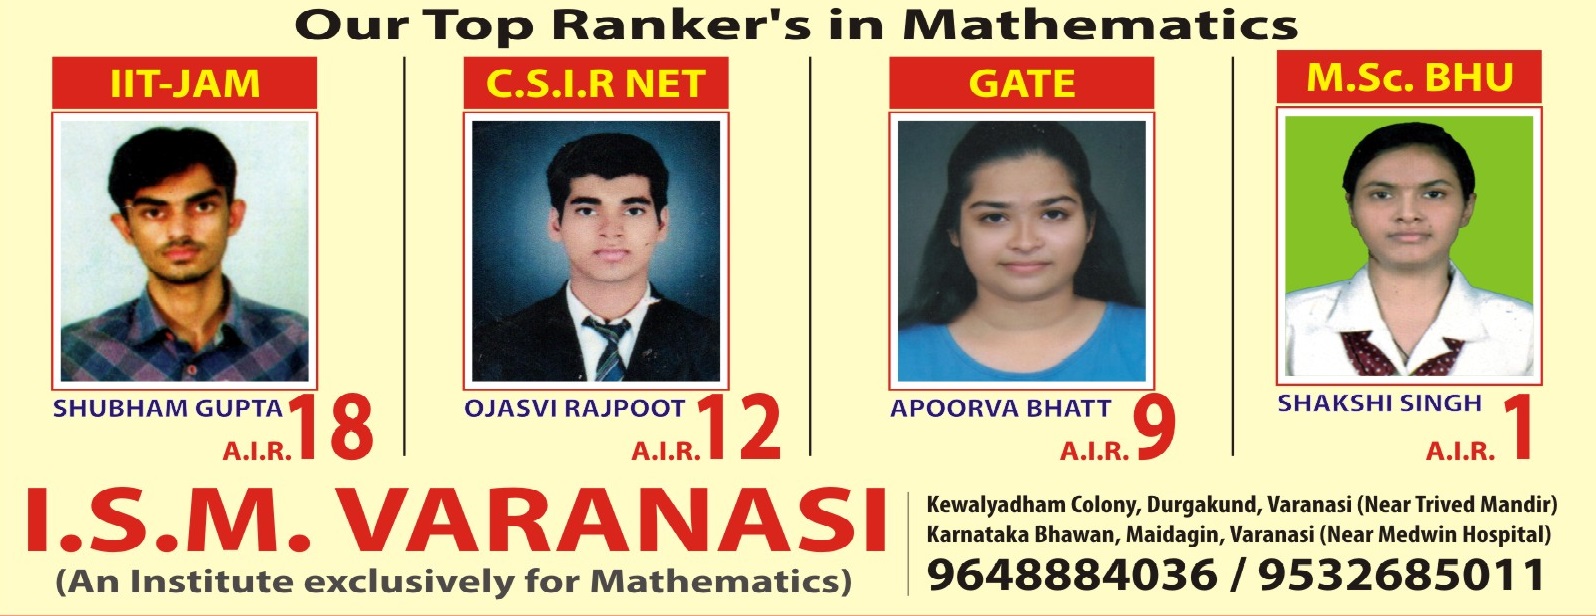 Our Top Ranker's in Mathematics
IIT-JAM
SHUBHAM GUPTA
A.I.R. 18
C.S.I.R NET
OJASVI RAJPOOT
A.I.R. 12
GATE
APOORVA BHATT
A.I.R. 9
M.Sc. BHU
SHAKSHI SINGH
A.I.R. 1
I.S.M. VARANASI
(An Institute exclusively for Mathematics)
Kewalyadham Colony, Durgakund, Varanasi (Near Trived Mandir)
Karnataka Bhawan, Maidagin, Varanasi (Near Medwin Hospital)
9648884036 / 9532685011